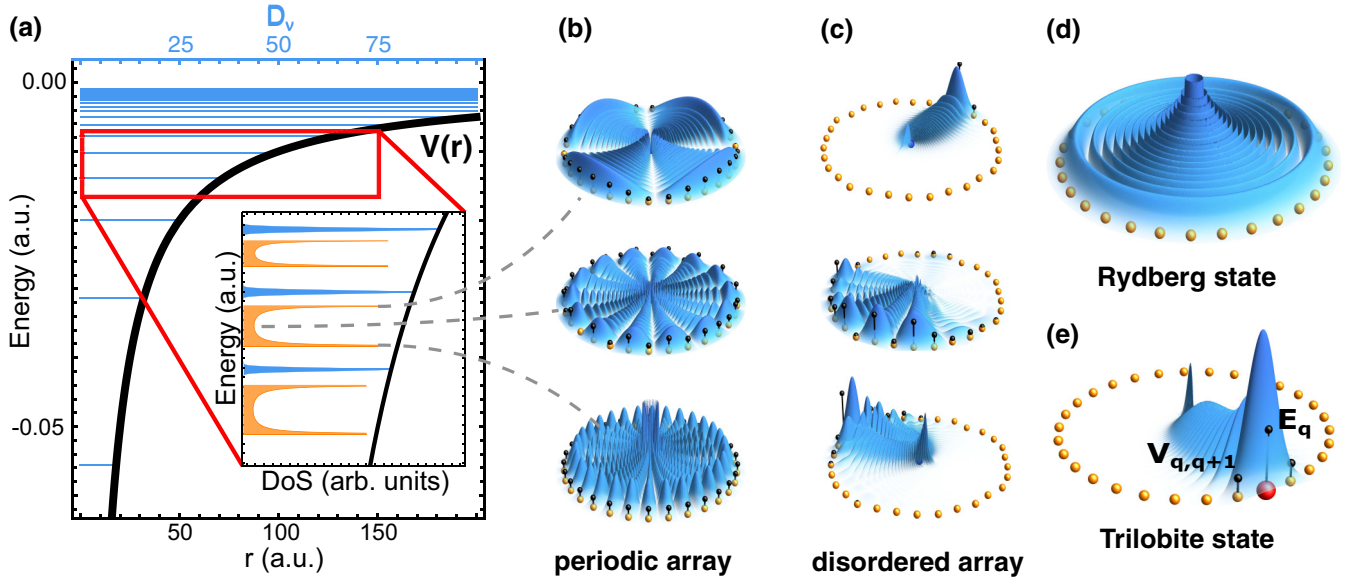 (a)
D_ν
25 50 75
0.00
-0.05
Energy (a.u.)
V(r)
Energy (a.u.)
DoS (arb. units)
50 100 150
r (a.u.)
(b)
periodic array
(c)
disordered array
(d)
Rydberg state
(e)
E_q
V_q,q+1
Trilobite state